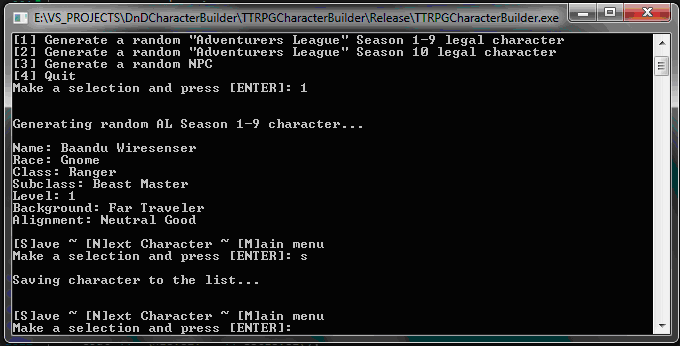 E:\VS_PROJECTS\DnDCharacterBuilder\TTRPGCharacterBuilder\Release\TTRPGCharacterBuilder.exe
[1] Generate a random "Adventurers League" Season 1-9 legal character
[2] Generate a random "Adventurers League" Season 10 legal character
[3] Generate a random NPC
[4] Quit
Make a selection and press [ENTER]: 1
Generating random AL Season 1-9 character...
Name: Baandu Wiresenser
Race: Gnome
Class: Ranger
Subclass: Beast Master
Level: 1
Background: Far Traveler
Alignment: Neutral Good
[S]ave ~ [N]ext Character ~ [M]ain menu
Make a selection and press [ENTER]: s
Saving character to the list...
[S]ave ~ [N]ext Character ~ [M]ain menu
Make a selection and press [ENTER]: